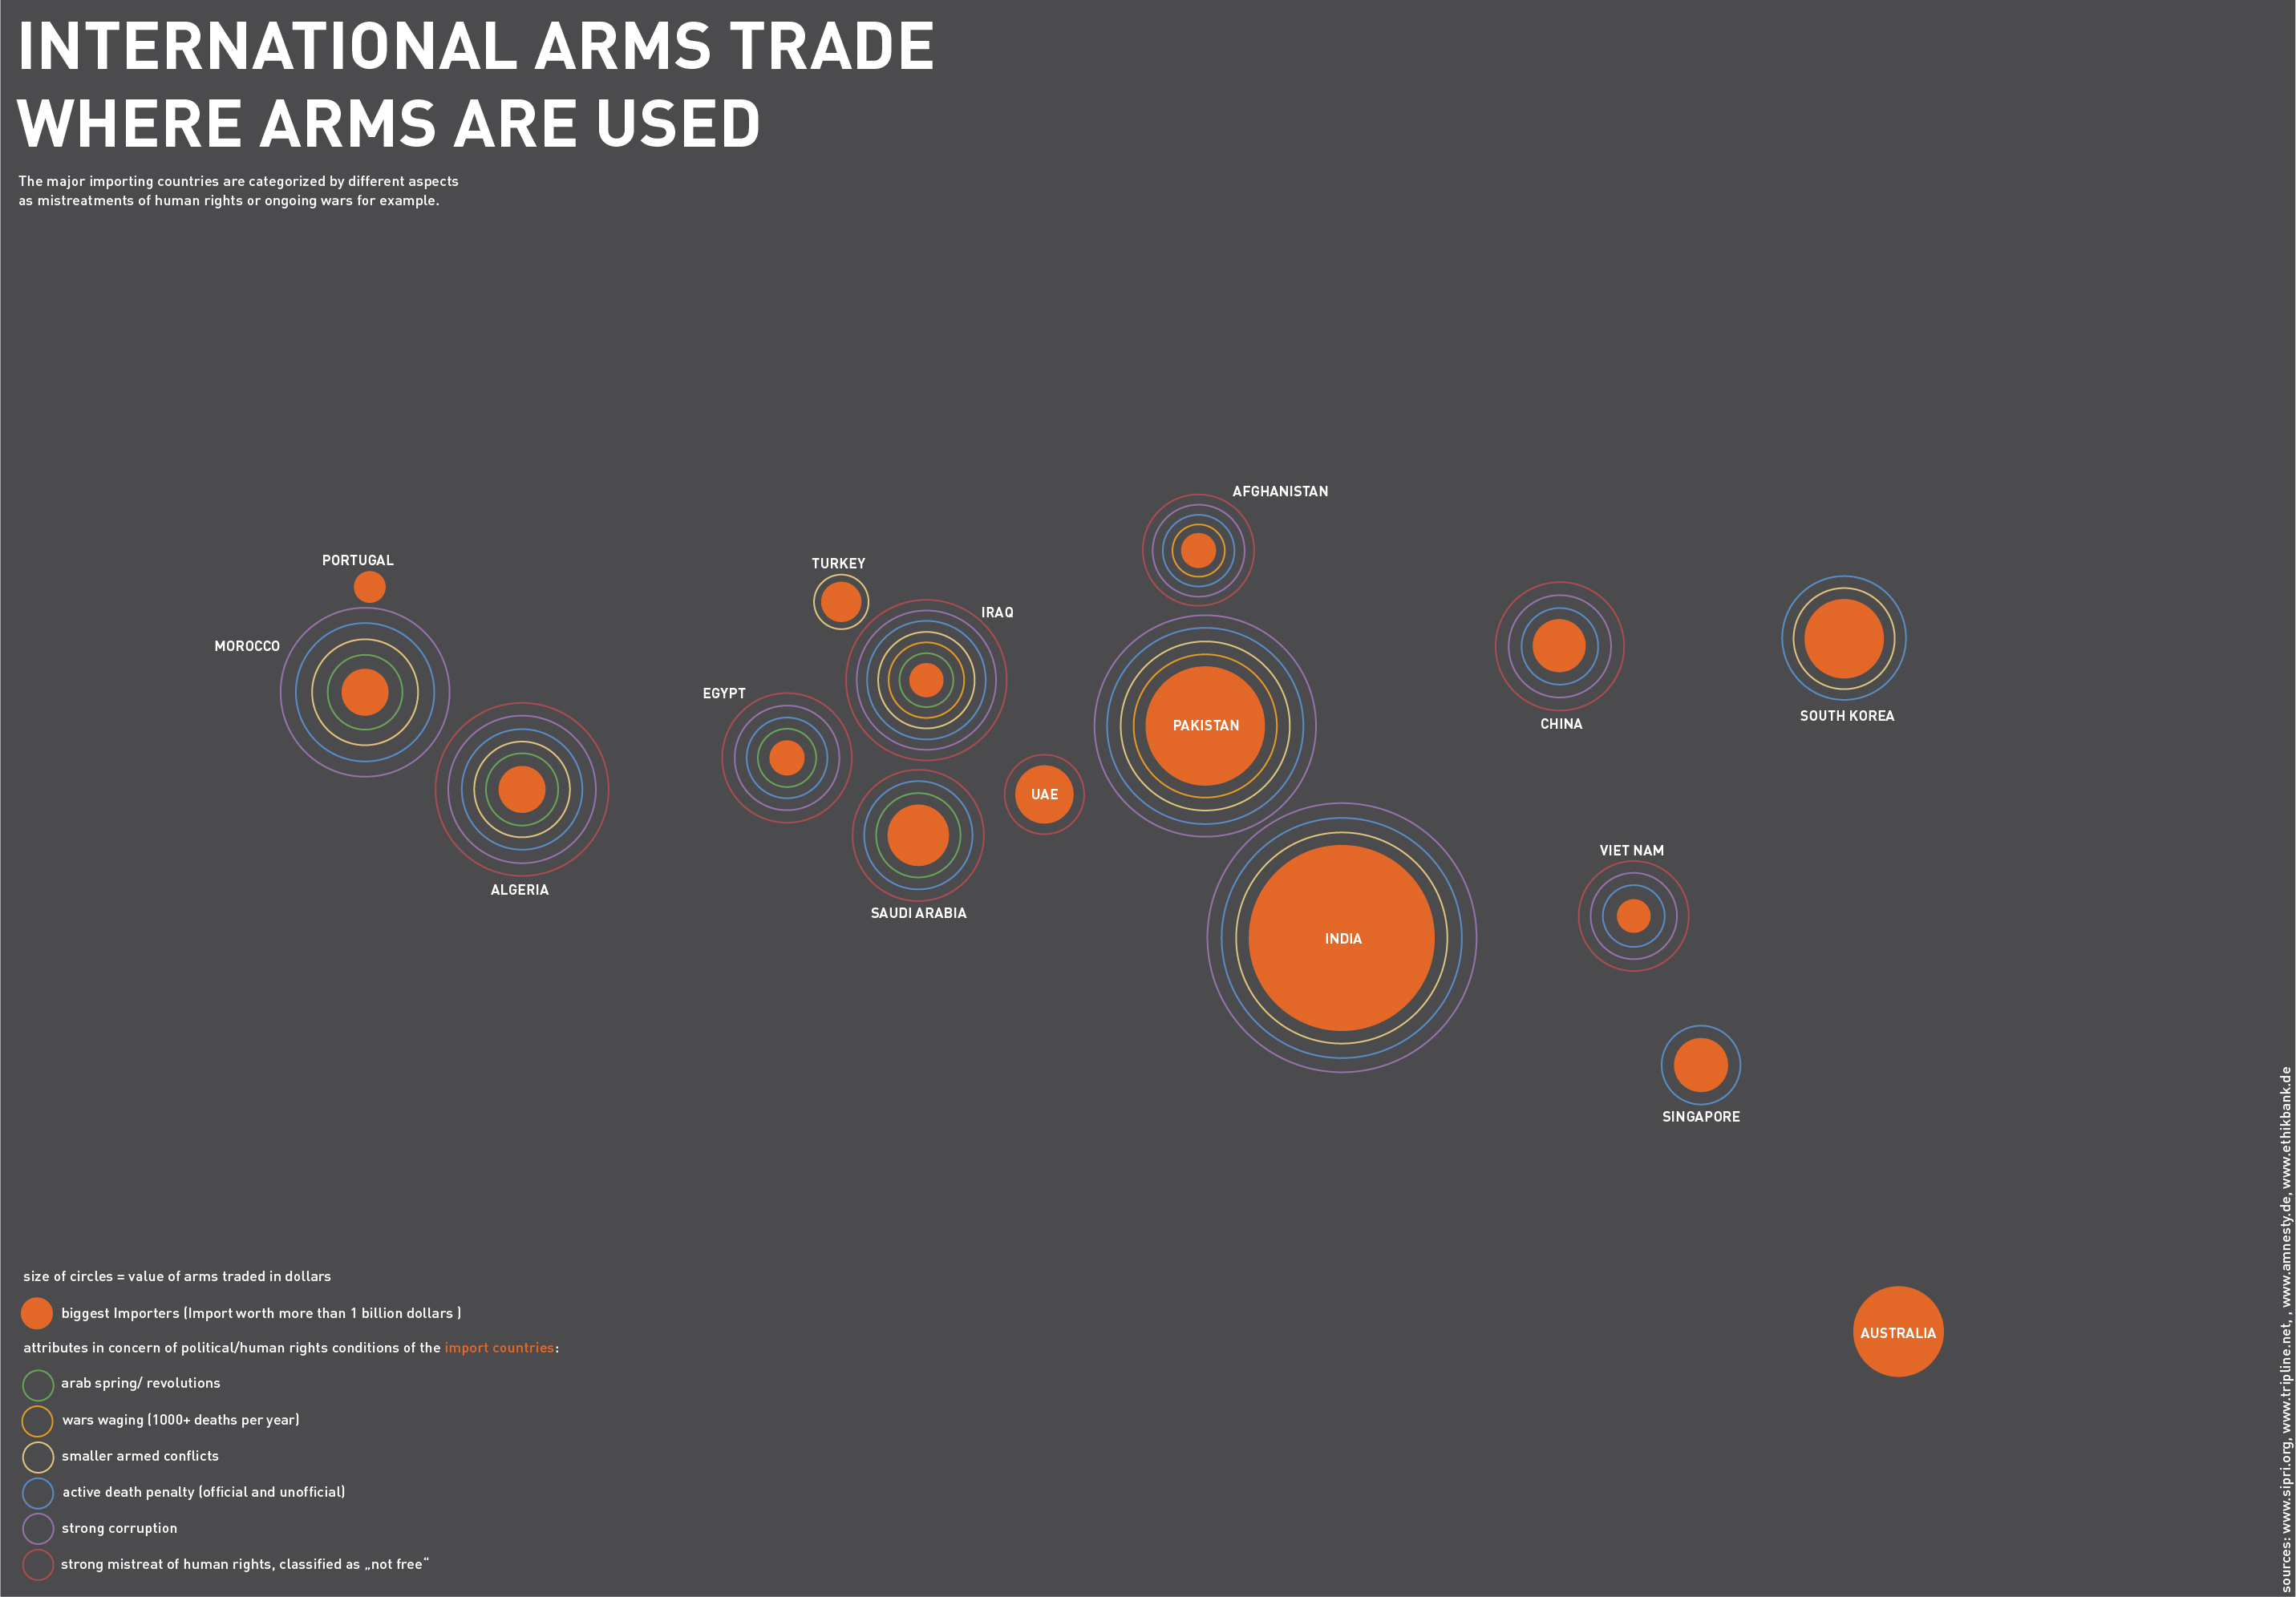 INTERNATIONAL ARMS TRADE
WHERE ARMS ARE USED
The major importing countries are categorized by different aspects
as mistreatments of human rights or ongoing wars for example.
AFGHANISTAN
PORTUGAL
TURKEY
IRAQ
MOROCCO
EGYPT
PAKISTAN
CHINA
SOUTH KOREA
UAE
ALGERIA
SAUDI ARABIA
VIET NAM
INDIA
SINGAPORE
AUSTRALIA
size of circles = value of arms traded in dollars
biggest Importers (Import worth more than 1 billion dollars )
attributes in concern of political/human rights conditions of the import countries:
arab spring/ revolutions
wars waging (1000+ deaths per year)
smaller armed conflicts
active death penalty (official and unofficial)
strong corruption
strong mistreat of human rights, classified as „not free“
sources: www.sipri.org, www.tripline.net, , www.amnesty.de, www.ethikbank.de